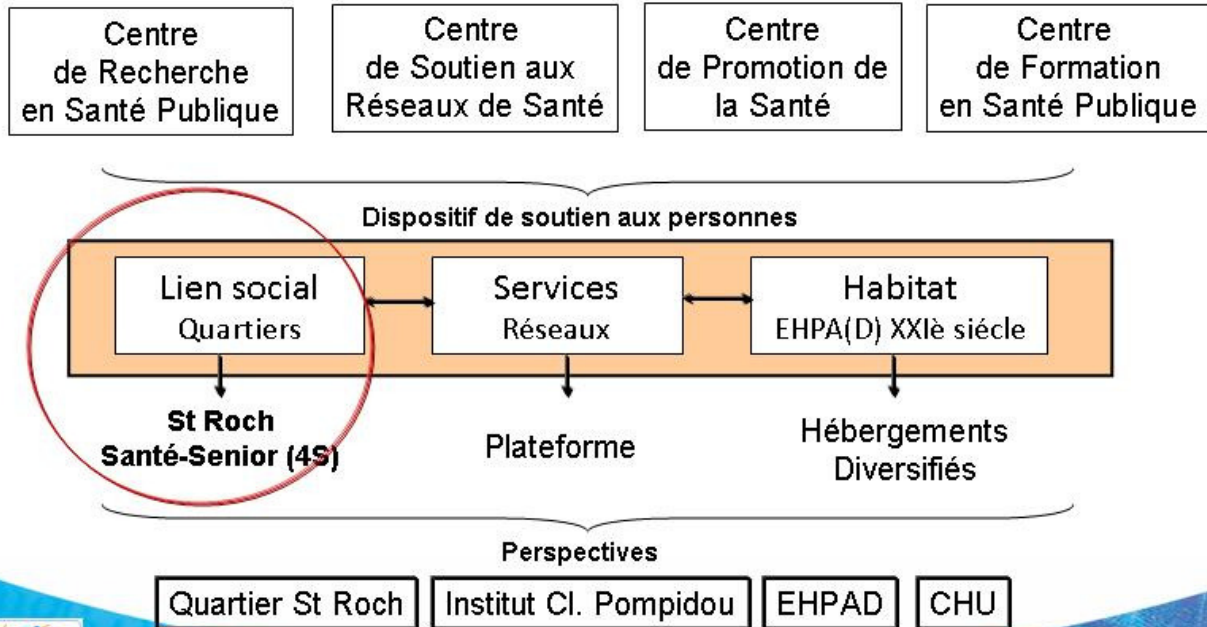 Centre
de Recherche
en Santé Publique
Centre
de Soutien aux
Réseaux de Santé
Centre
de Promotion de
la Santé
Centre
de Formation
en Santé Publique
Dispositif de soutien aux personnes
Lien social
Quartiers
Services
Réseaux
Habitat
EHPA(D) XXIè siécle
St Roch
Santé-Senior (4S)
Plateforme
Hébergements
Diversifiés
Perspectives
Quartier St Roch
Institut Cl. Pompidou
EHPAD
CHU